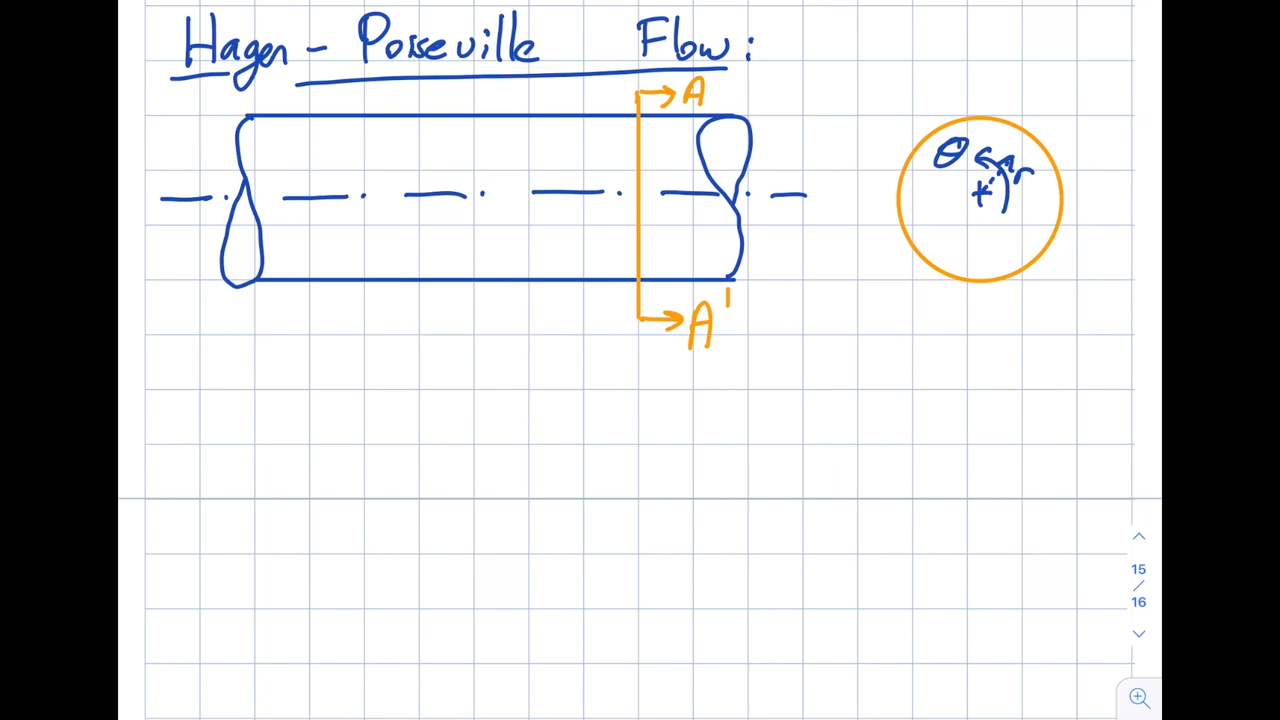 Hagen - Poiseville Flow:
A
θ r
A'
15
/
16